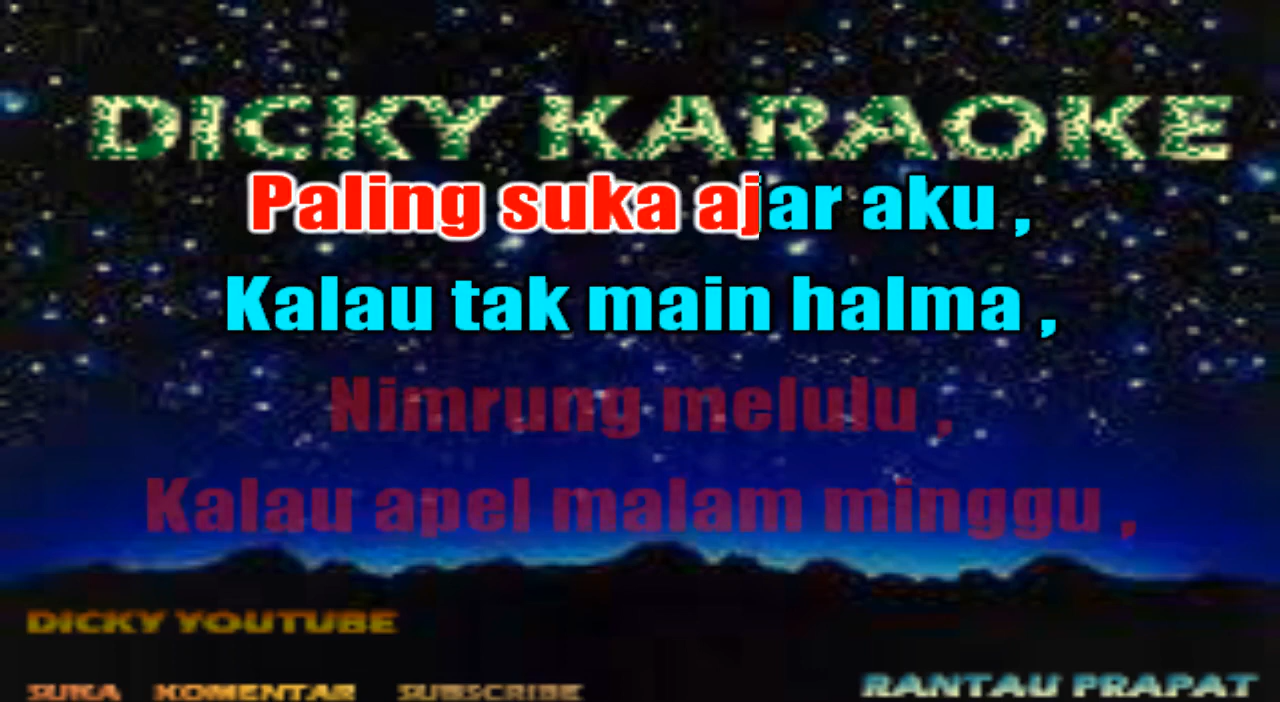 DICKY KARAOKE
Paling suka ajar aku ,
Kalau tak main halma ,
Nimrung melulu ,
Kalau apel malam minggu ,
DICKY YOUTUBE
SUKA KOMENTAR SUBSCRIBE
RANTAU PRAPAT